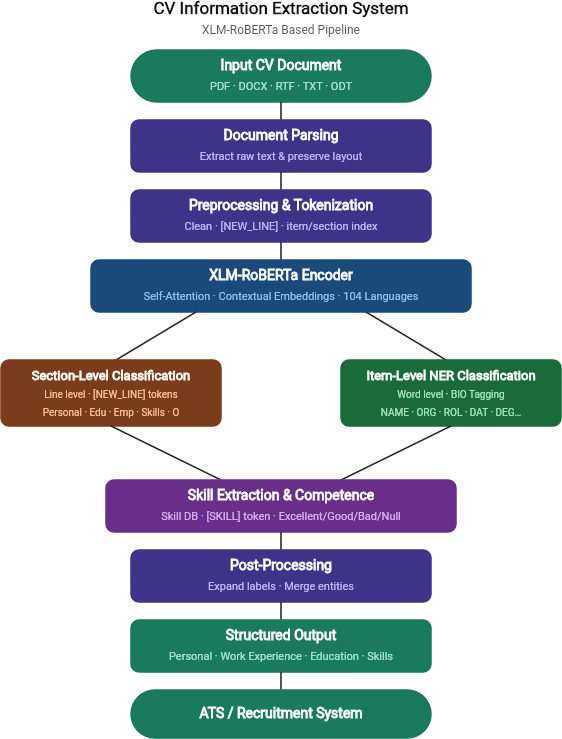 CV Information Extraction System
XLM-RoBERTa Based Pipeline
Input CV Document
PDF · DOCX · RTF · TXT · ODT
Document Parsing
Extract raw text & preserve layout
Preprocessing & Tokenization
Clean · [NEW_LINE] · item/section index
XLM-RoBERTa Encoder
Self-Attention · Contextual Embeddings · 104 Languages
Section-Level Classification
Line level · [NEW_LINE] tokens
Personal · Edu · Emp · Skills · O
Item-Level NER Classification
Word level · BIO Tagging
NAME · ORG · ROL · DAT · DEG...
Skill Extraction & Competence
Skill DB · [SKILL] token · Excellent/Good/Bad/Null
Post-Processing
Expand labels · Merge entities
Structured Output
Personal · Work Experience · Education · Skills
ATS / Recruitment System